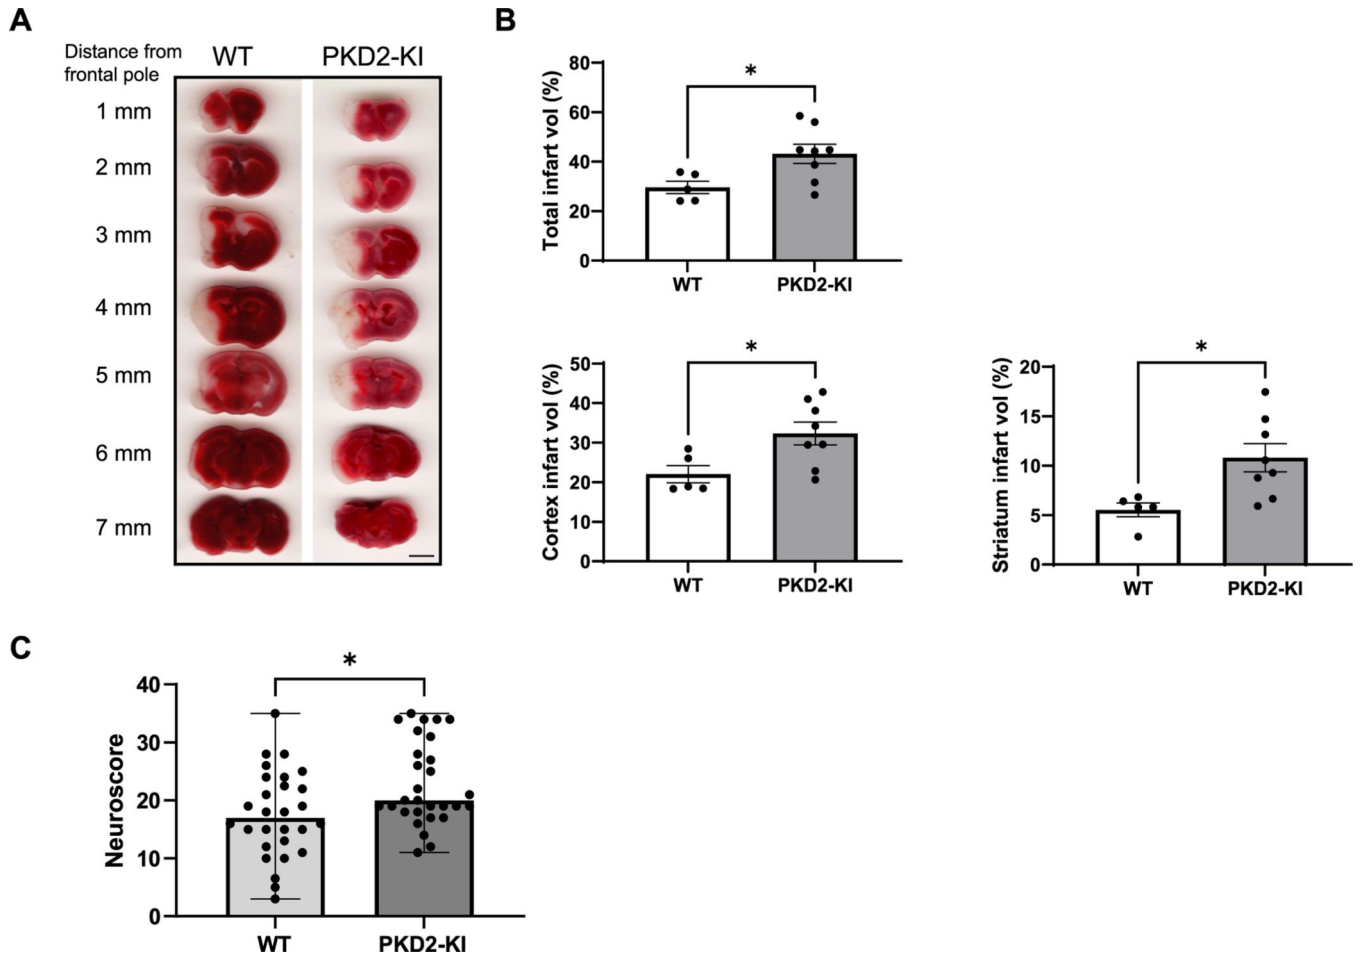 A
Distance from
frontal pole
WT
PKD2-KI
1 mm
2 mm
3 mm
4 mm
5 mm
6 mm
7 mm
B
Total infart vol (%)
80
60
40
20
0
*
WT
PKD2-KI
Cortex infart vol (%)
50
40
30
20
10
0
*
WT
PKD2-KI
Striatum infart vol (%)
20
15
10
5
0
*
WT
PKD2-KI
C
Neuroscore
40
30
20
10
0
*
WT
PKD2-KI